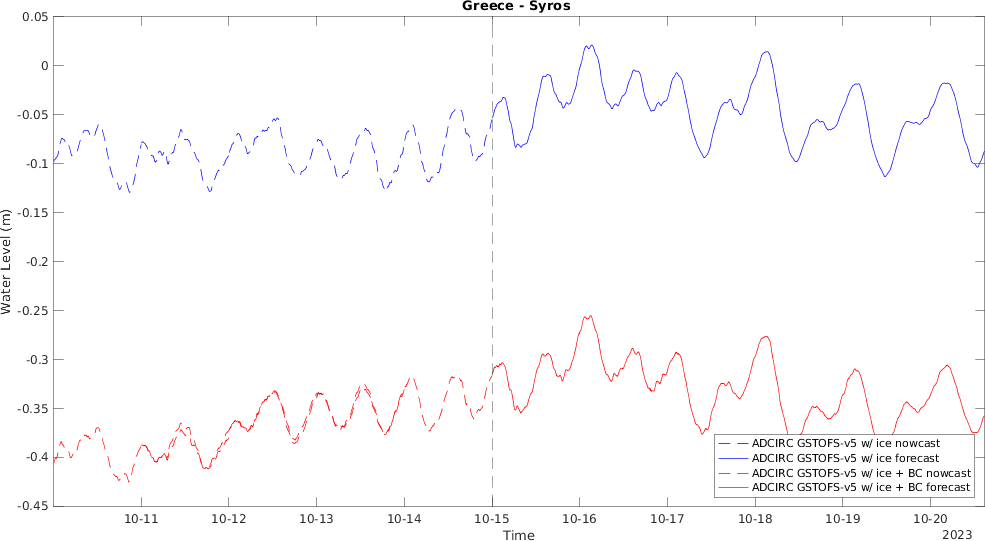 Greece - Syros
0.05
0
-0.05
-0.1
-0.15
-0.2
-0.25
-0.3
-0.35
-0.4
-0.45
Water Level (m)
ADCIRC GSTOFS-v5 w/ ice nowcast
ADCIRC GSTOFS-v5 w/ ice forecast
ADCIRC GSTOFS-v5 w/ ice + BC nowcast
ADCIRC GSTOFS-v5 w/ ice + BC forecast
10-11 10-12 10-13 10-14 10-15 10-16 10-17 10-18 10-19 10-20
Time
2023